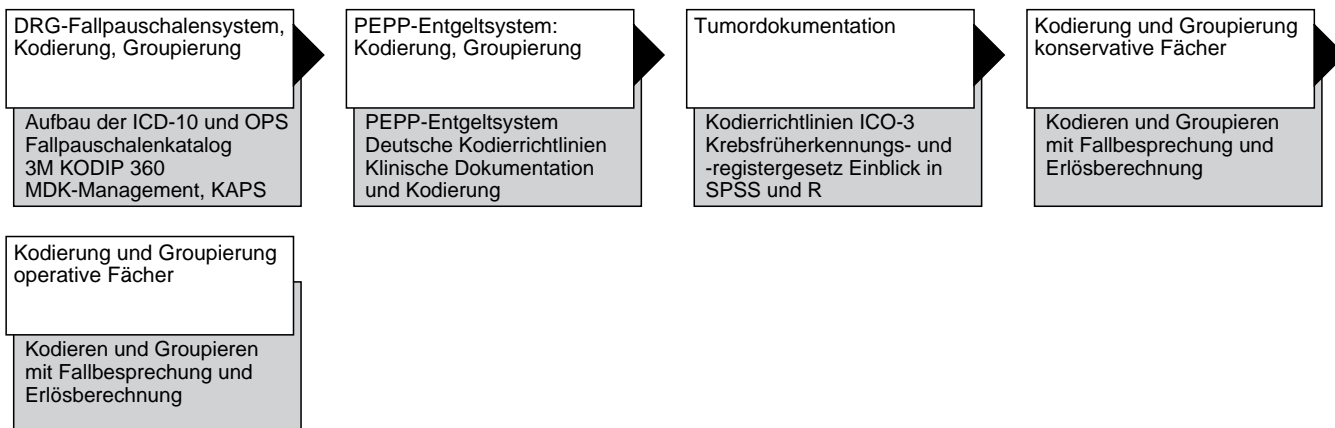 DRG-Fallpauschalensystem,
Kodierung, Groupierung
Aufbau der ICD-10 und OPS
Fallpauschalenkatalog
3M KODIP 360
MDK-Management, KAPS
PEPP-Entgeltsystem:
Kodierung, Groupierung
PEPP-Entgeltsystem
Deutsche Kodierrichtlinien
Klinische Dokumentation
und Kodierung
Tumordokumentation
Kodierrichtlinien ICO-3
Krebsfrüherkennungs- und
-registergesetz Einblick in
SPSS und R
Kodierung und Groupierung
konservative Fächer
Kodieren und Groupieren
mit Fallbesprechung und
Erlösberechnung
Kodierung und Groupierung
operative Fächer
Kodieren und Groupieren
mit Fallbesprechung und
Erlösberechnung